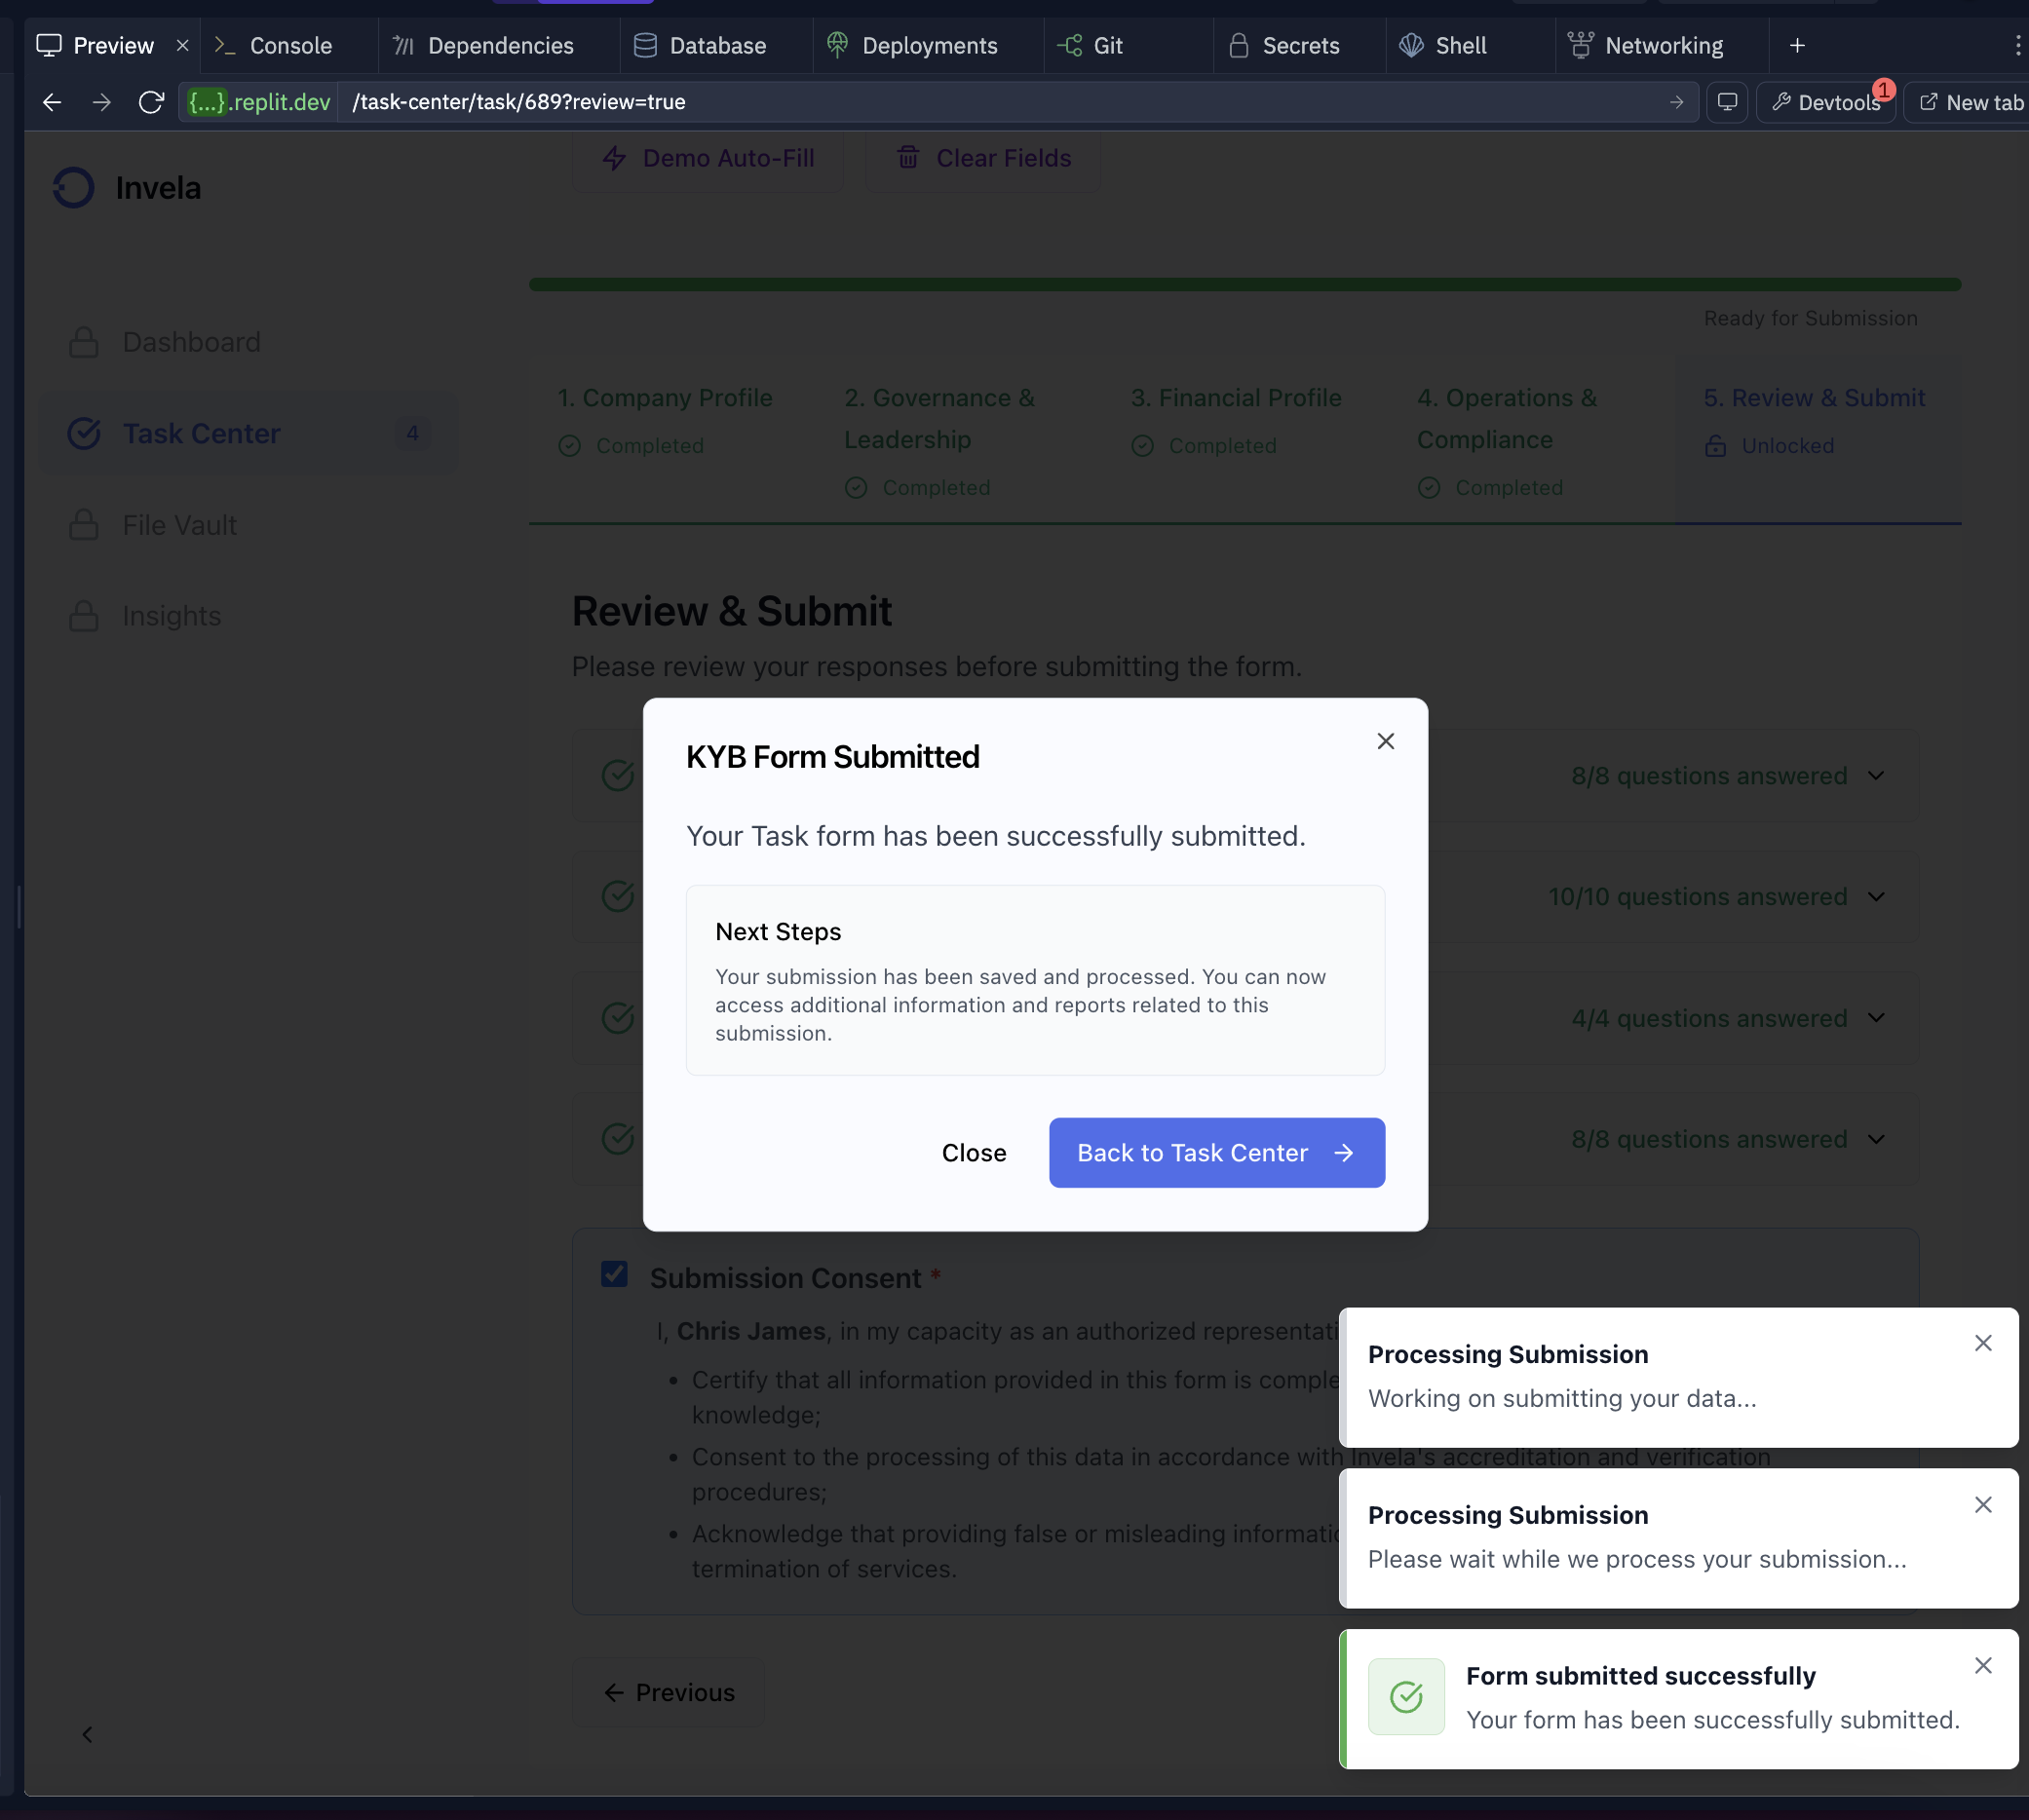 Preview
Console
Dependencies
Database
Deployments
Git
Secrets
Shell
Networking
{...}.replit.dev
/task-center/task/689?review=true
Devtools
1
New tab
Invela
Demo Auto-Fill
Clear Fields
Ready for Submission
Dashboard
Task Center
4
File Vault
Insights
1. Company Profile
Completed
2. Governance &
Leadership
Completed
3. Financial Profile
Completed
4. Operations &
Compliance
Completed
5. Review & Submit
Unlocked
Review & Submit
Please review your responses before submitting the form.
8/8 questions answered
10/10 questions answered
4/4 questions answered
8/8 questions answered
KYB Form Submitted
Your Task form has been successfully submitted.
Next Steps
Your submission has been saved and processed. You can now
access additional information and reports related to this
submission.
Close
Back to Task Center
Submission Consent *
I, Chris James, in my capacity as an authorized
Certify that all information provided in this form is
knowledge;
Consent to the processing of this data in accordance with Invela's accreditation and verification
procedures;
Acknowledge that providing false or misleading
termination of services.
Previous
Processing Submission
Working on submitting your data...
Processing Submission
Please wait while we process your submission...
Form submitted successfully
Your form has been successfully submitted.